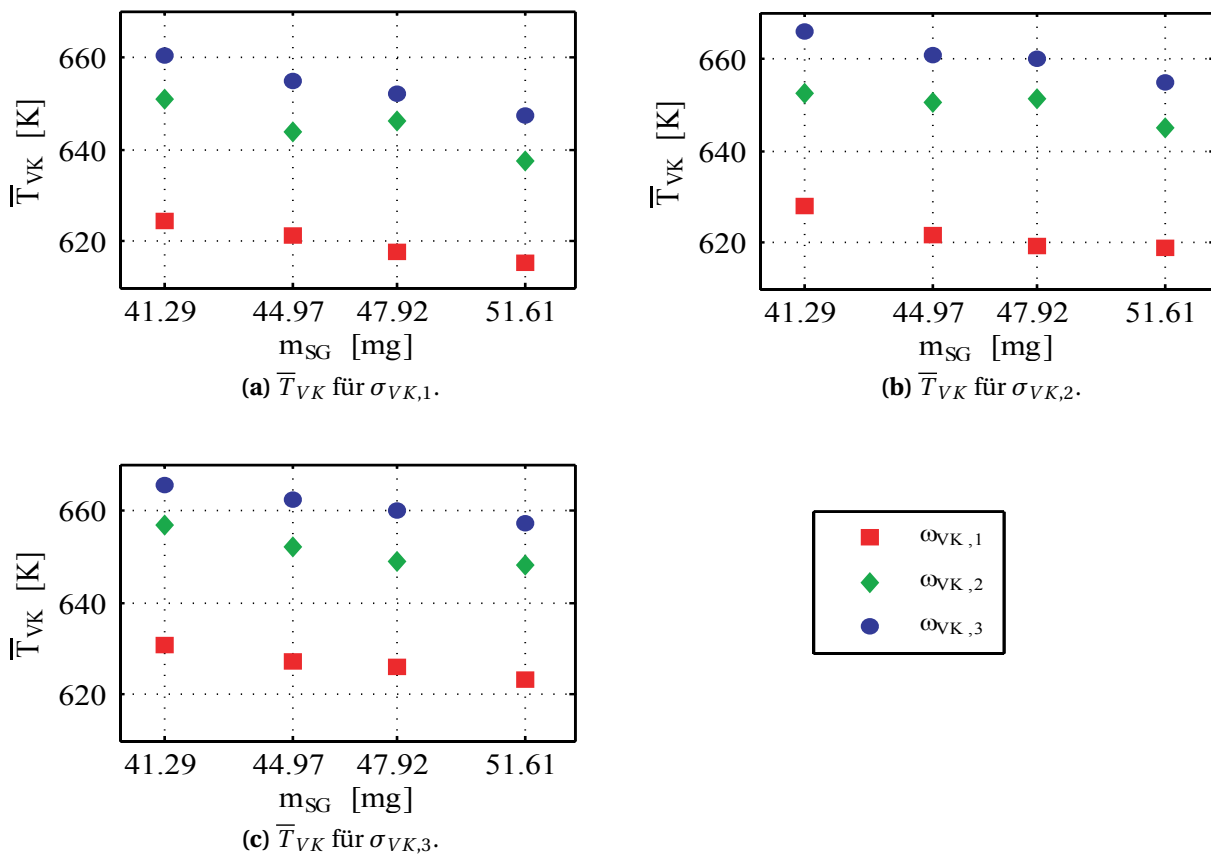 660
640
620
T̅VK [K]
41.29 44.97 47.92 51.61
mSG [mg]
(a) T̅VK für σVK,1.
660
640
620
T̅VK [K]
41.29 44.97 47.92 51.61
mSG [mg]
(b) T̅VK für σVK,2.
660
640
620
T̅VK [K]
41.29 44.97 47.92 51.61
mSG [mg]
(c) T̅VK für σVK,3.
ωVK,1
ωVK,2
ωVK,3